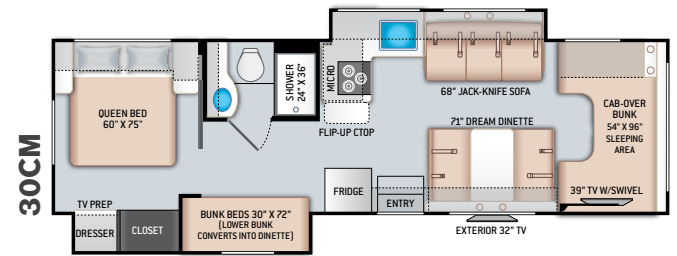 30CM
QUEEN BED
60" X 75"
TV PREP
DRESSER
CLOSET
BUNK BEDS 30" X 72"
(LOWER BUNK
CONVERTS INTO DINETTE)
SHOWER
24" X 36"
MICRO
FLIP-UP CTOP
FRIDGE
ENTRY
68" JACK-KNIFE SOFA
71" DREAM DINETTE
EXTERIOR 32" TV
CAB-OVER
BUNK
54" X 96"
SLEEPING
AREA
39" TV W/SWIVEL